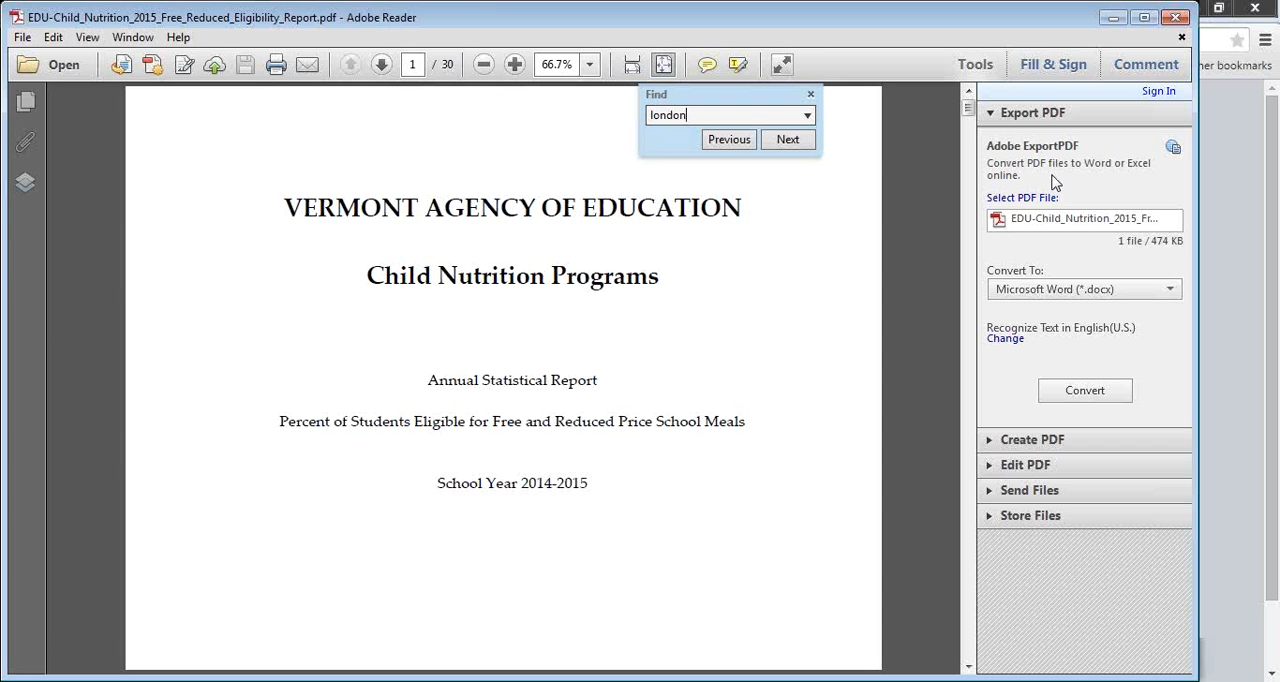 EDU-Child_Nutrition_2015_Free_Reduced_Eligibility_Report.pdf - Adobe Reader
File Edit View Window Help
Open 1 / 30 66.7% Tools Fill & Sign Comment
her bookmarks
Find
london
Previous Next
Sign In
Export PDF
Adobe ExportPDF
Convert PDF files to Word or Excel
online.
Select PDF File:
EDU-Child_Nutrition_2015_Fr...
1 file / 474 KB
Convert To:
Microsoft Word (*.docx)
Recognize Text in English(U.S.)
Change
Convert
Create PDF
Edit PDF
Send Files
Store Files
VERMONT AGENCY OF EDUCATION
Child Nutrition Programs
Annual Statistical Report
Percent of Students Eligible for Free and Reduced Price School Meals
School Year 2014-2015